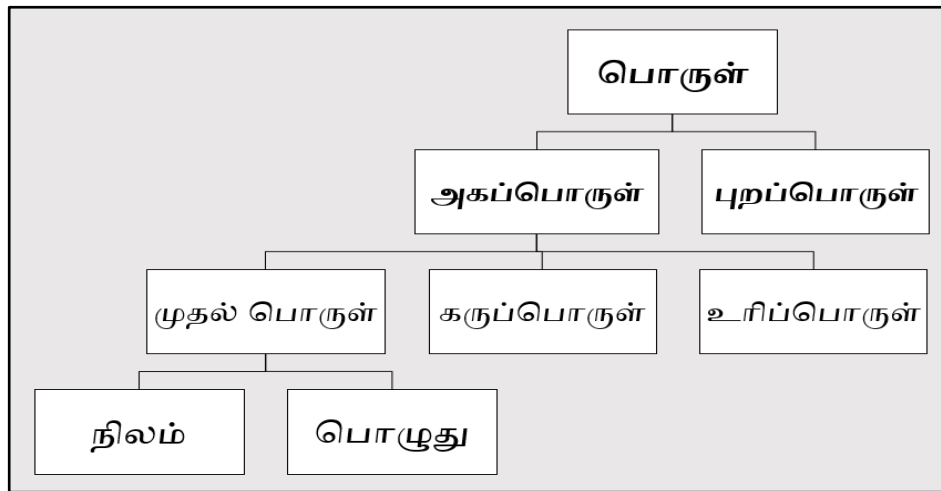 பொருள்
அகப்பொருள்
புறப்பொருள்
முதல் பொருள்
கருப்பொருள்
உரிப்பொருள்
நிலம்
பொழுது